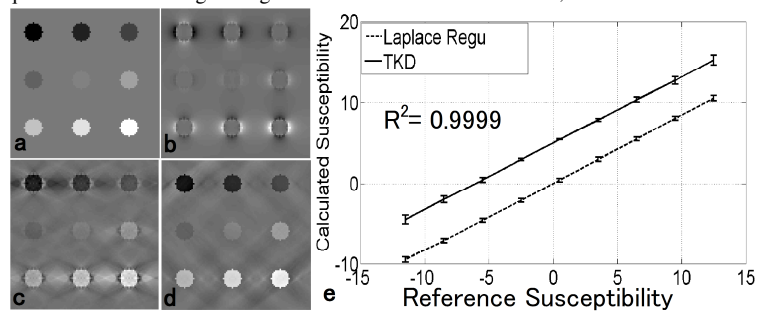 a
b
c
d
e
20
10
0
-10
-15
-10
-5
0
5
10
15
Calculated Susceptibility
Laplace Regu
TKD
R2= 0.9999
Reference Susceptibility